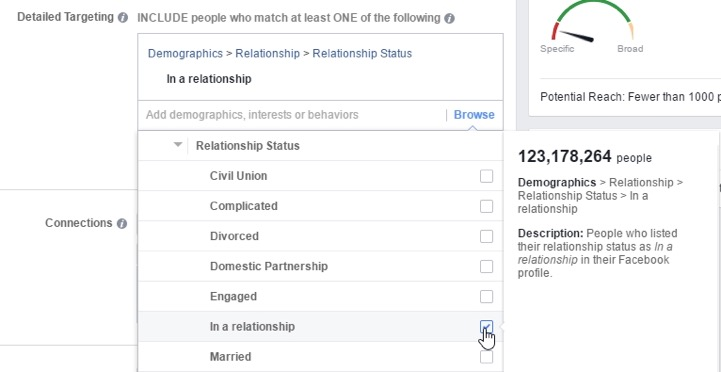 Detailed Targeting
INCLUDE people who match at least ONE of the following
Demographics > Relationship > Relationship Status
In a relationship
Add demographics, interests or behaviors
Browse
Relationship Status
Civil Union
Complicated
Divorced
Domestic Partnership
Engaged
In a relationship
Married
Connections
Specific
Broad
Potential Reach: Fewer than 1000 p
123,178,264 people
Demographics > Relationship >
Relationship Status > In a
relationship
Description: People who listed
their relationship status as In a
relationship in their Facebook
profile.